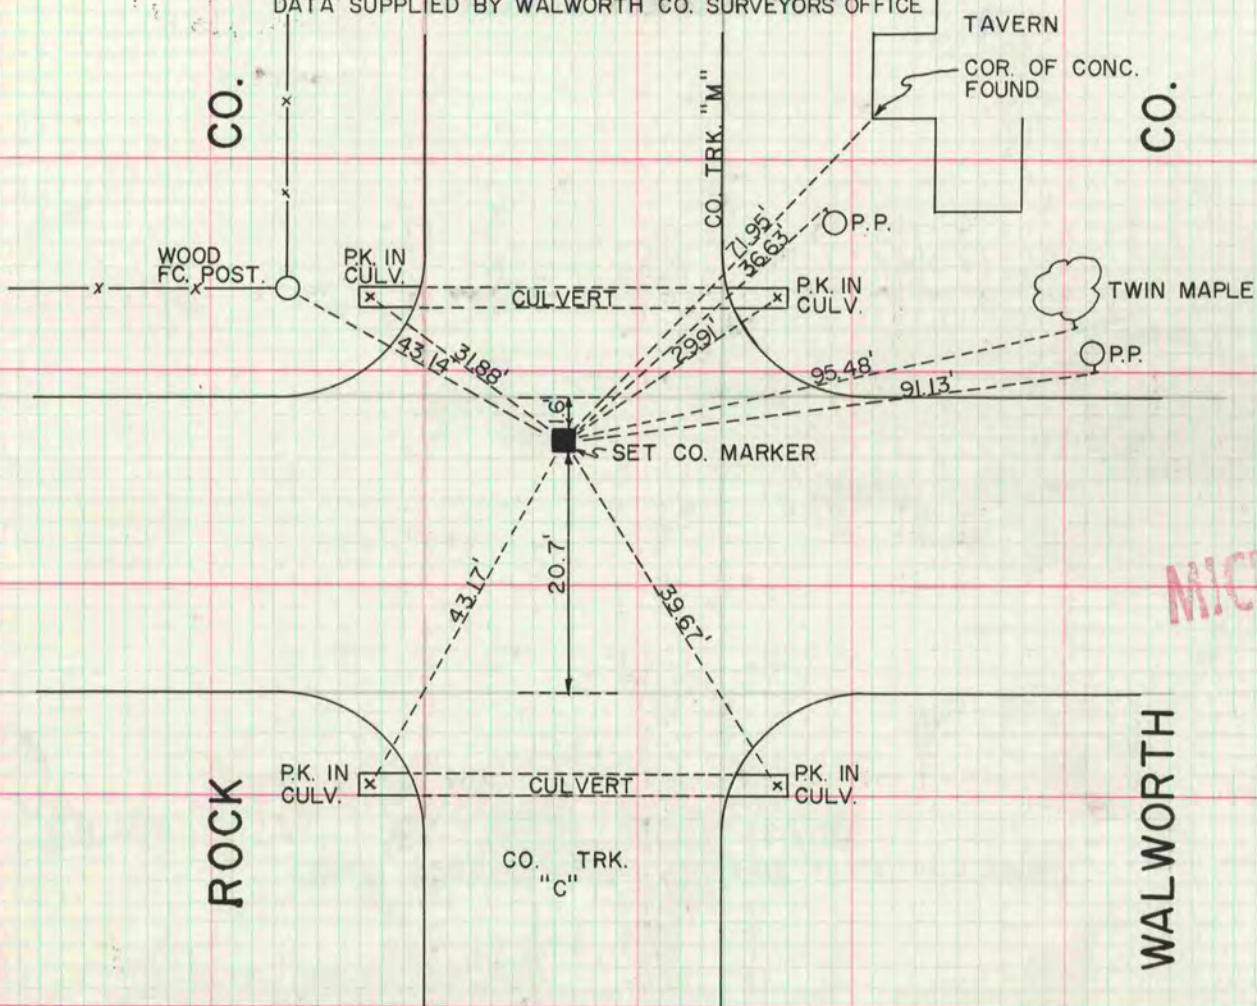 DATA SUPPLIED BY WALWORTH CO. SURVEYORS OFFICE
TAVERN
COR. OF CONC.
FOUND
CO.
CO. TRK. "M"
CO.
71.95'
36.63'
P.P.
WOOD
FC. POST.
P.K. IN
CULV.
CULVERT
P.K. IN
CULV.
TWIN MAPLE
43.14'
31.88'
29.91'
95.48'
91.13'
P.P.
1.6'
SET CO. MARKER
43.17'
20.7'
39.67'
P.K. IN
CULV.
CULVERT
P.K. IN
CULV.
ROCK
CO. TRK.
"C"
WALWORTH